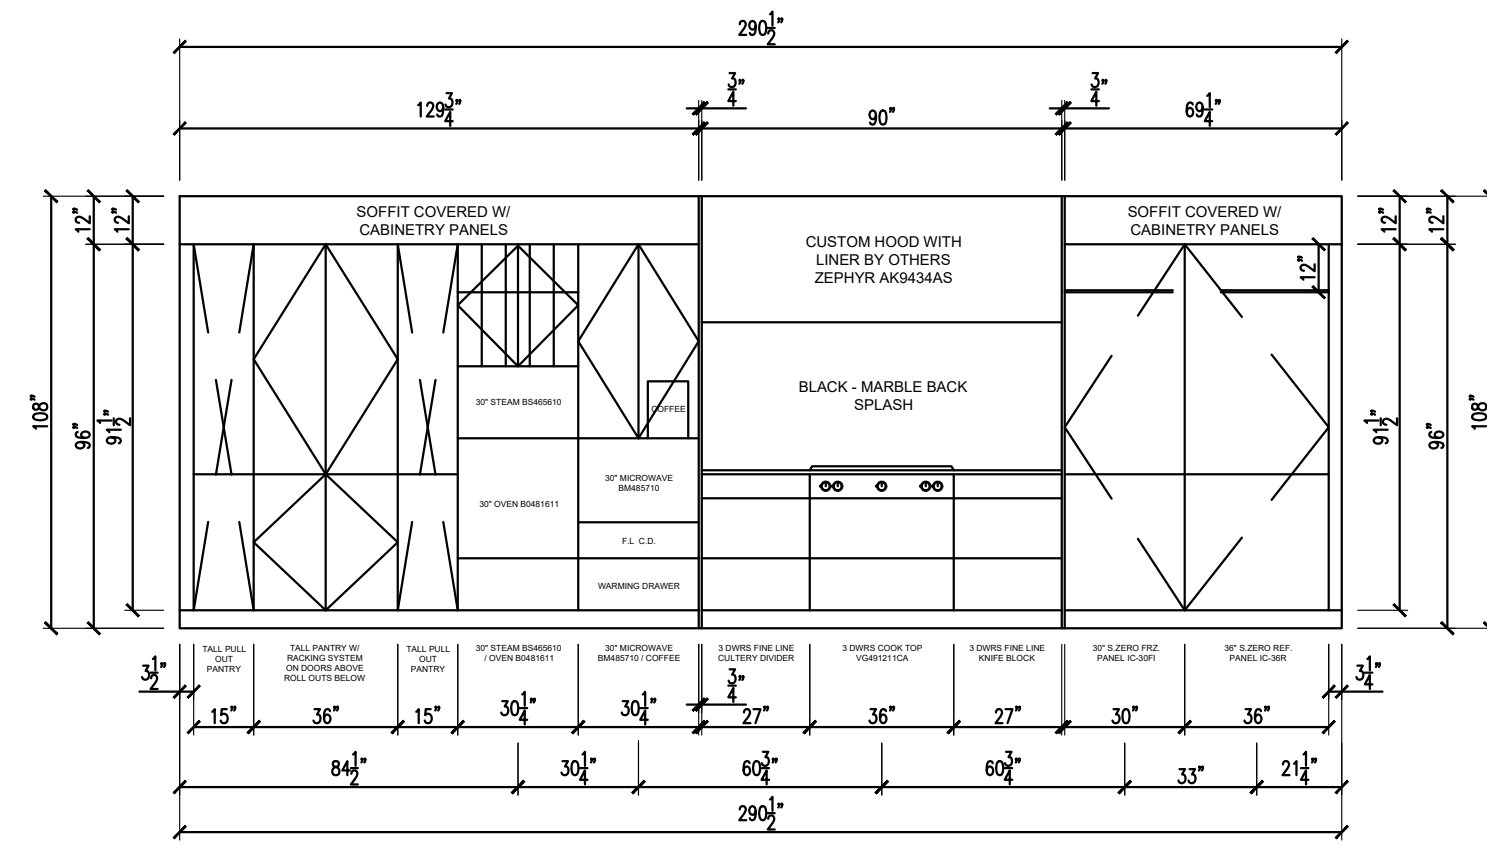 290 1/2"
129 3/4"
3/4"
90"
3/4"
69 1/4"
12"
12"
108"
96"
91 1/2"
SOFFIT COVERED W/
CABINETRY PANELS
CUSTOM HOOD WITH
LINER BY OTHERS
ZEPHYR AK9434AS
SOFFIT COVERED W/
CABINETRY PANELS
12"
12"
12"
91 1/2"
96"
108"
BLACK - MARBLE BACK
SPLASH
30" STEAM BS465610
COFFEE
30" MICROWAVE
BM485710
30" OVEN B0481611
F.L C.D.
WARMING DRAWER
TALL PULL
OUT
PANTRY
TALL PANTRY W/
RACKING SYSTEM
ON DOORS ABOVE
ROLL OUTS BELOW
TALL PULL
OUT
PANTRY
30" STEAM BS465610
/ OVEN B0481611
30" MICROWAVE
BM485710 / COFFEE
3 DWRS FINE LINE
CULTERY DIVIDER
3 DWRS COOK TOP
VG491211CA
3 DWRS FINE LINE
KNIFE BLOCK
30" S.ZERO FRZ.
PANEL IC-30FI
36" S.ZERO REF.
PANEL IC-36R
3 1/2"
3/4"
3 1/4"
15"
36"
15"
30 1/4"
30 1/4"
27"
36"
27"
30"
36"
84 1/2"
30 1/4"
60 3/4"
60 3/4"
33"
21 1/4"
290 1/2"